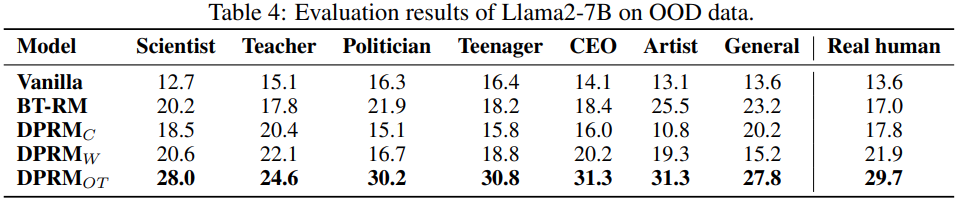 Table 4: Evaluation results of Llama2-7B on OOD data.
Model Scientist Teacher Politician Teenager CEO Artist General Real human
Vanilla 12.7 15.1 16.3 16.4 14.1 13.1 13.6 13.6
BT-RM 20.2 17.8 21.9 18.2 18.4 25.5 23.2 17.0
DPRM_C 18.5 20.4 15.1 15.8 16.0 10.8 20.2 17.8
DPRM_W 20.6 22.1 16.7 18.8 20.2 19.3 15.2 21.9
DPRM_OT 28.0 24.6 30.2 30.8 31.3 31.3 27.8 29.7